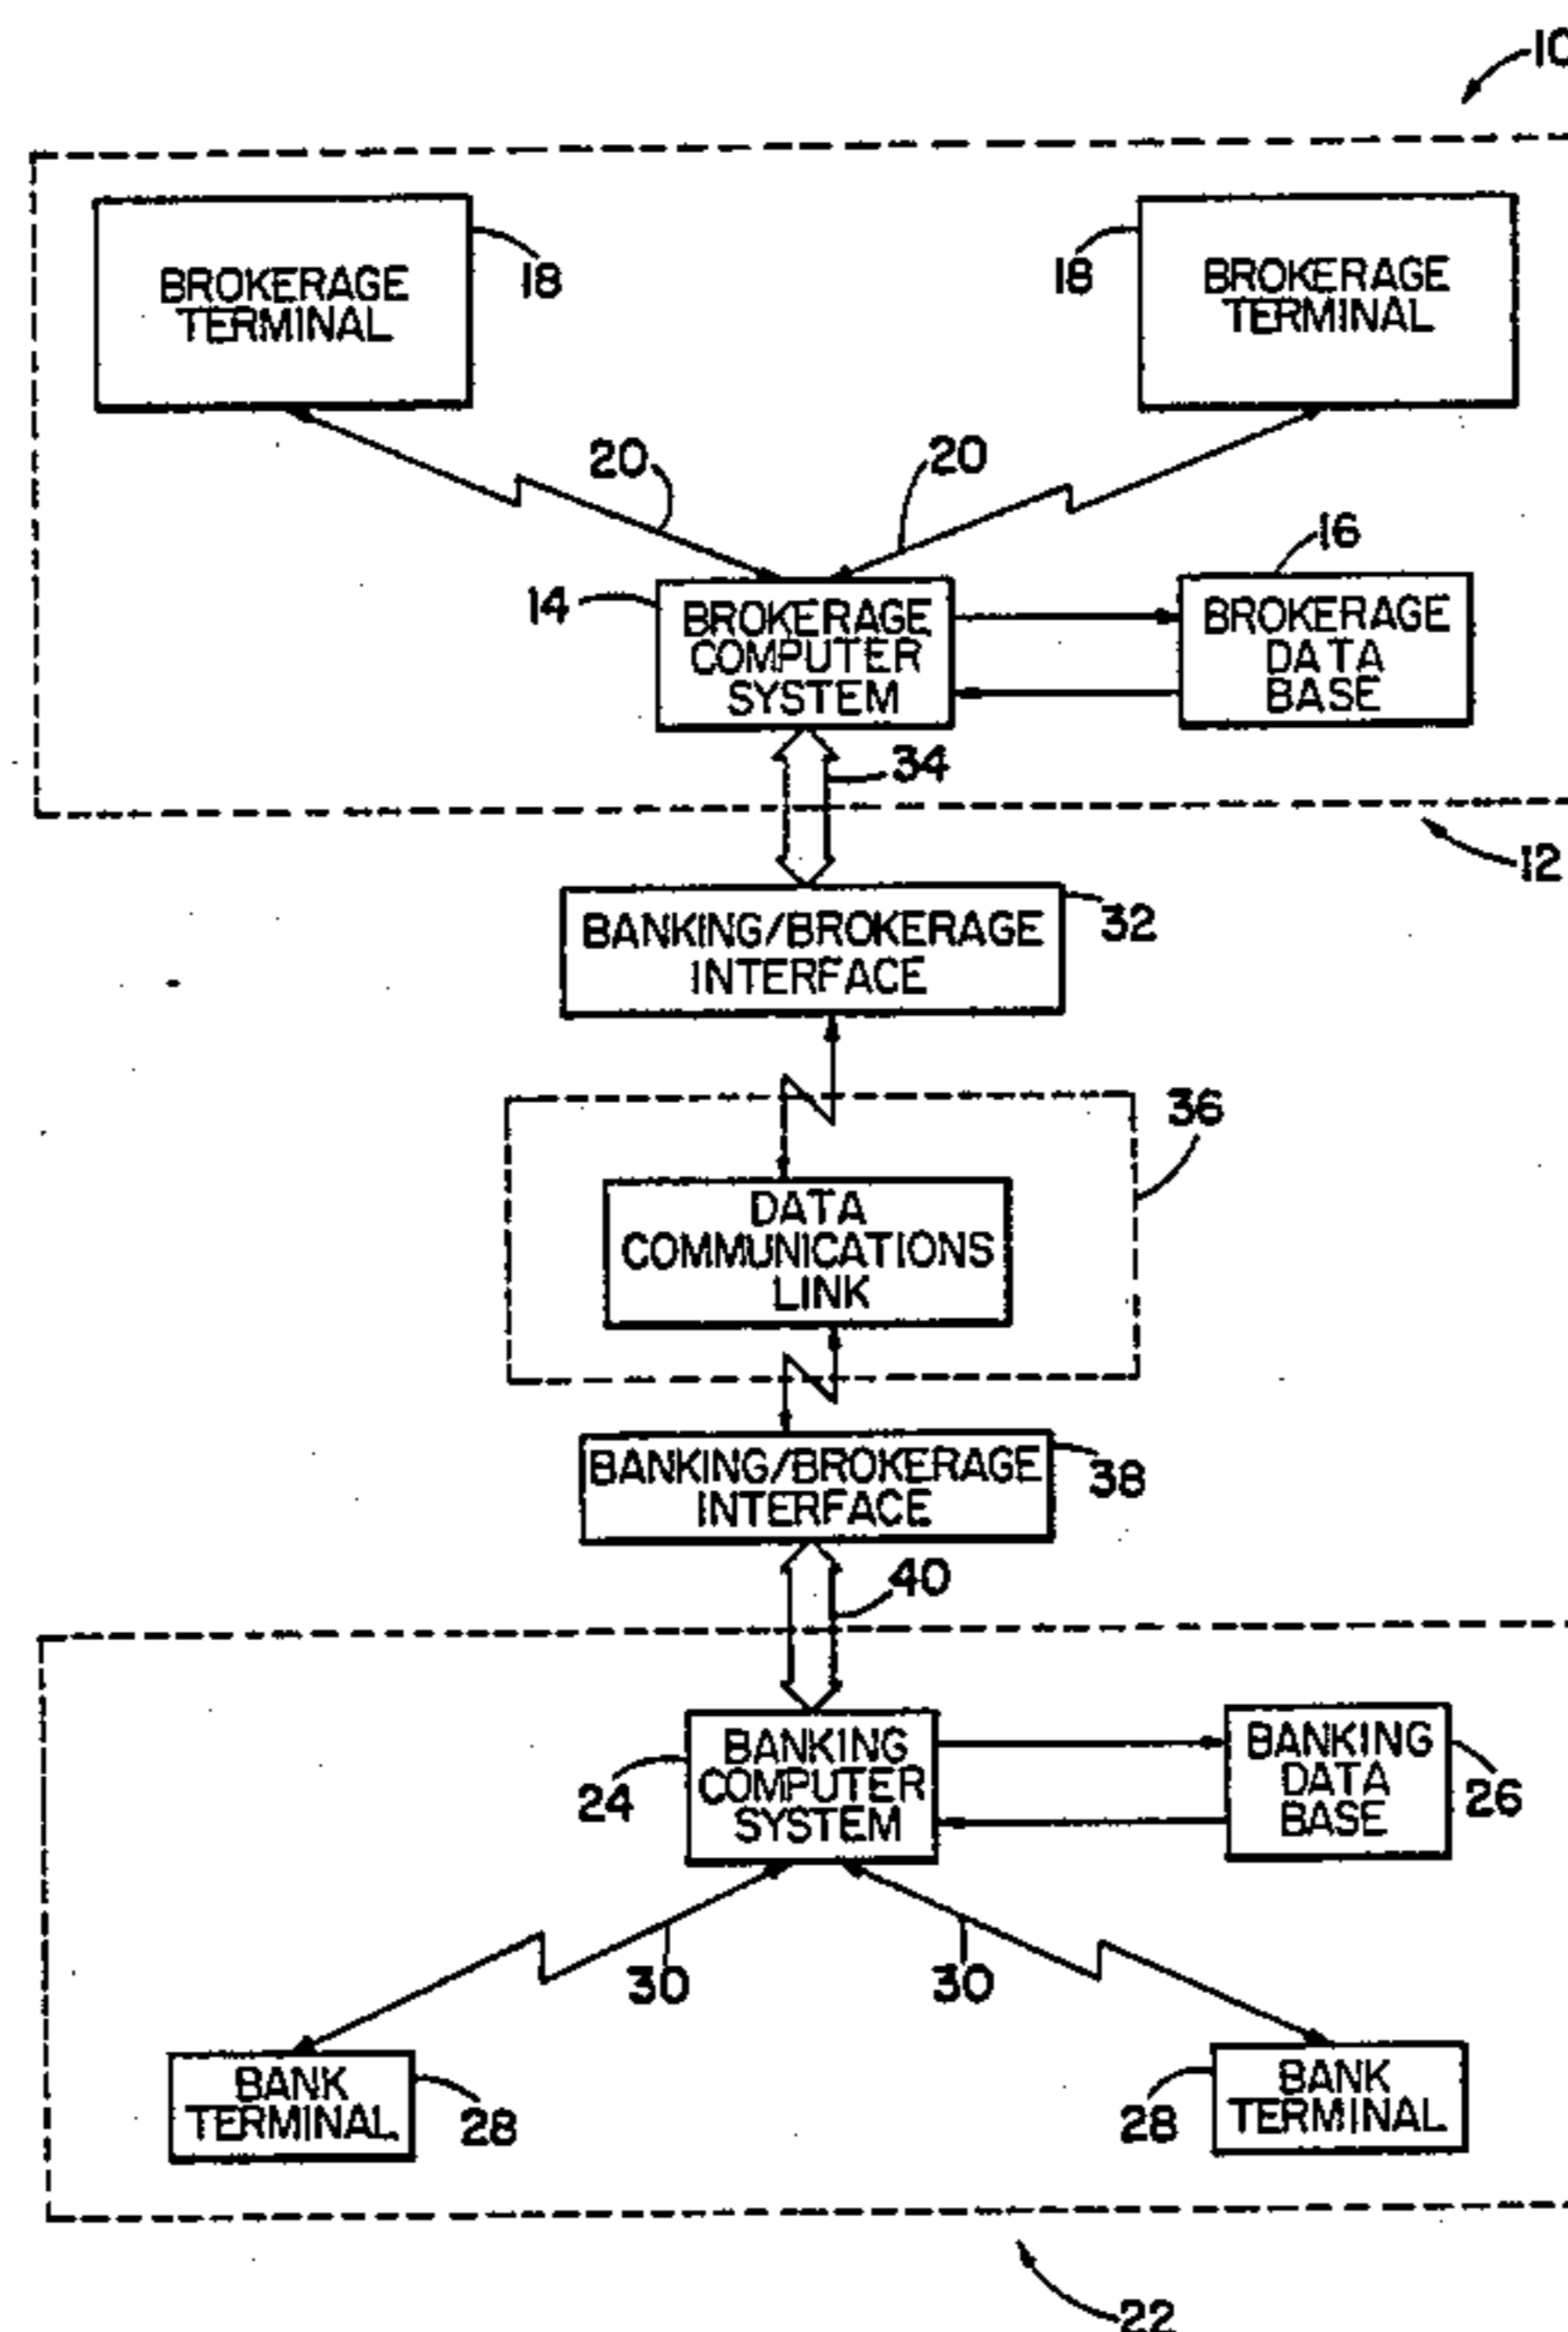 10
BROKERAGE
TERMINAL
18
18
BROKERAGE
TERMINAL
20
20
16
14
BROKERAGE
COMPUTER
SYSTEM
BROKERAGE
DATA
BASE
34
12
BANKING/BROKERAGE
INTERFACE
32
36
DATA
COMMUNICATIONS
LINK
BANKING/BROKERAGE
INTERFACE
38
40
24
BANKING
COMPUTER
SYSTEM
BANKING
DATA
BASE
26
30
30
BANK
TERMINAL
28
28
BANK
TERMINAL
22